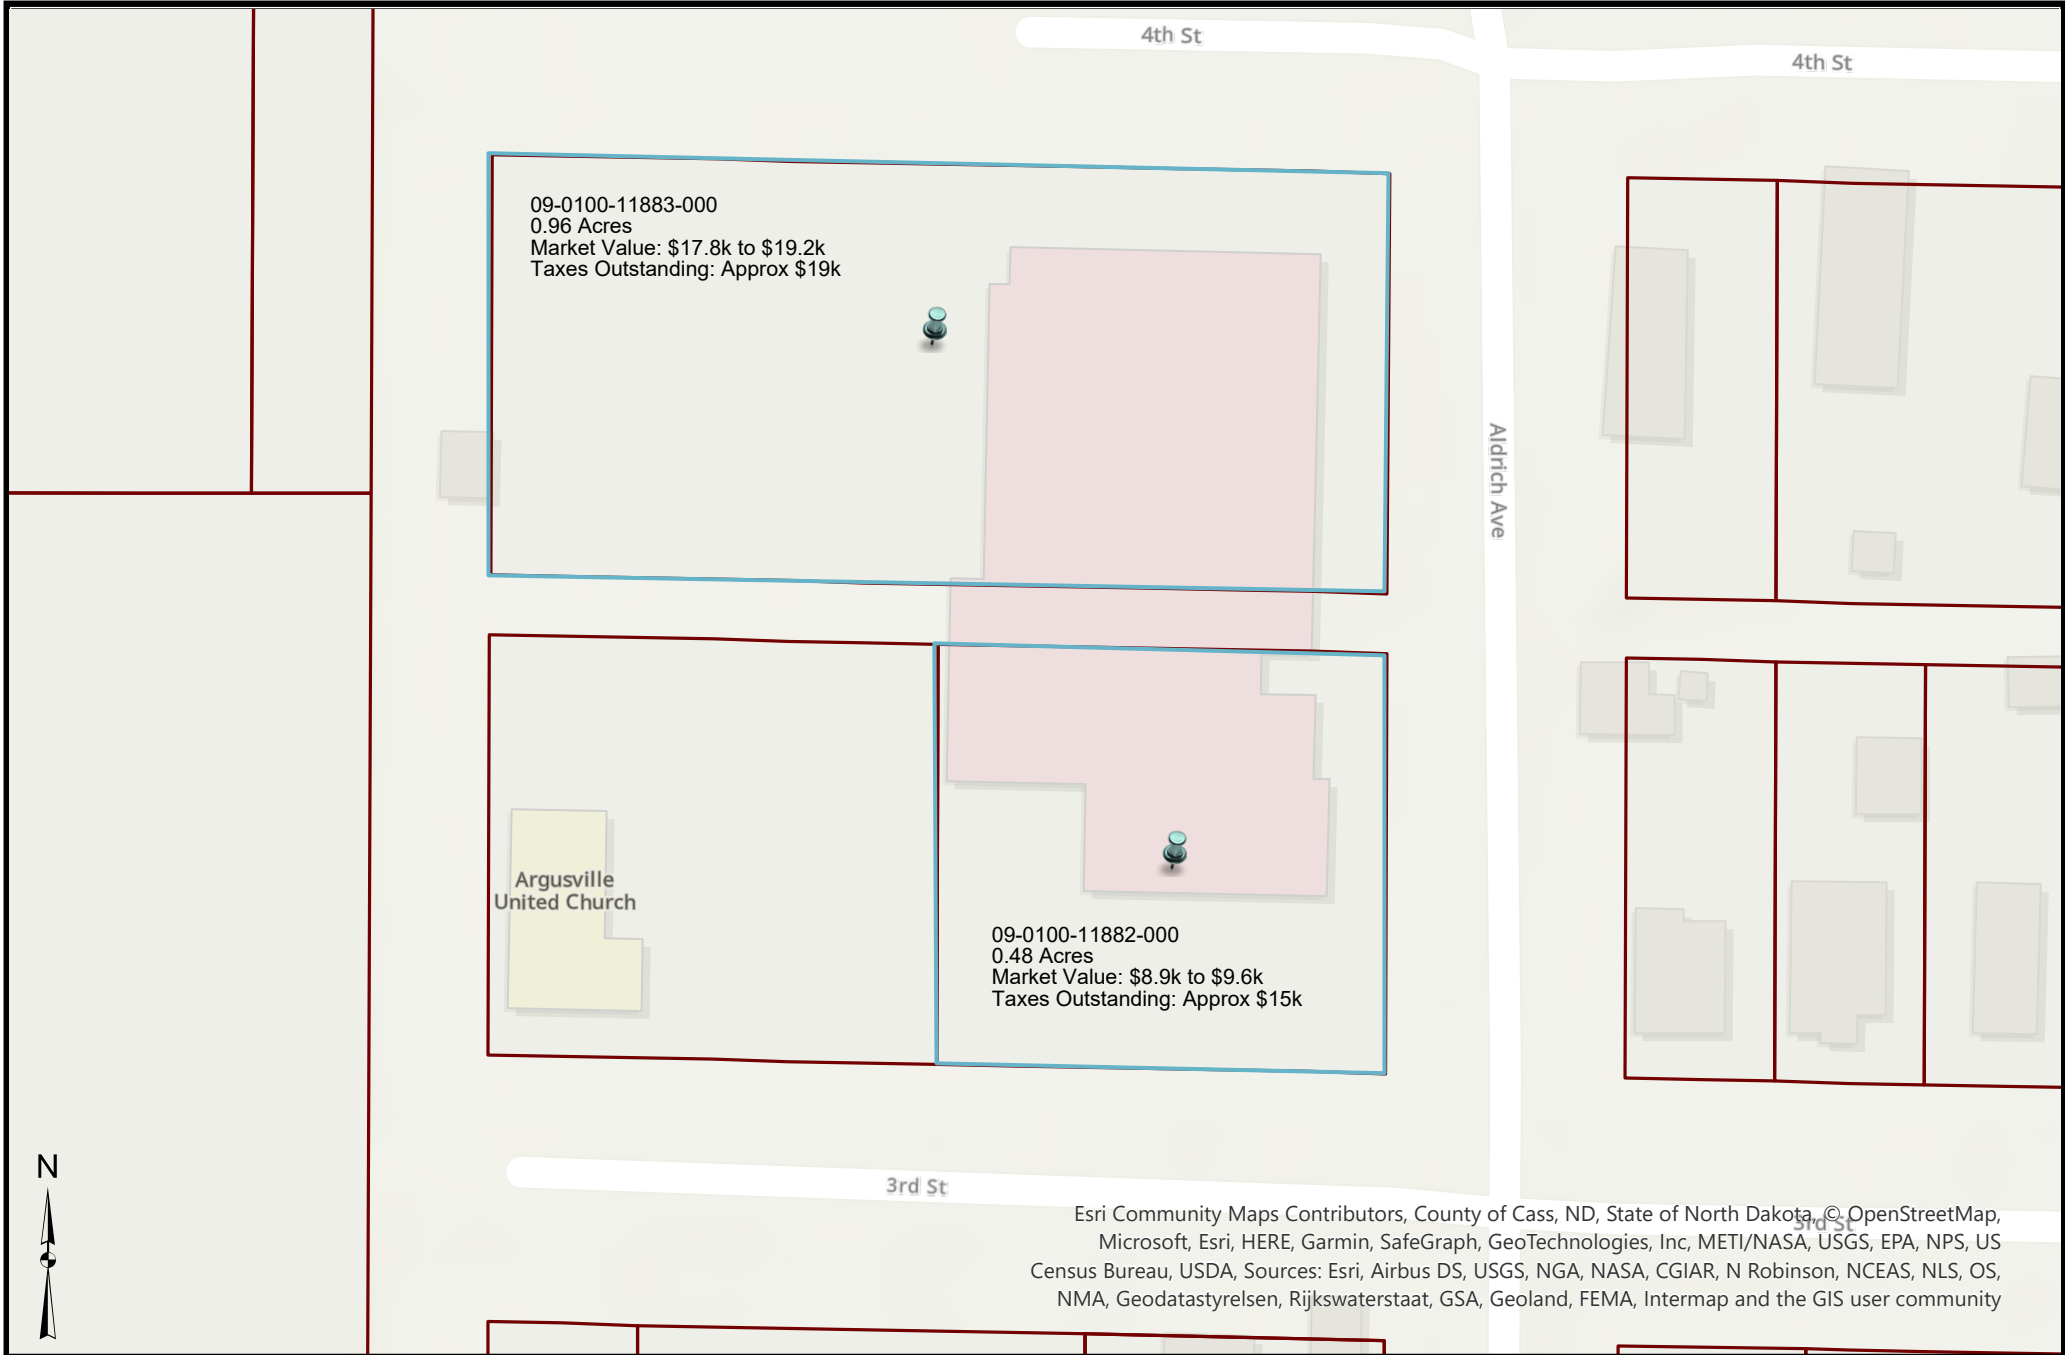 4th St
4th St
09-0100-11883-000
0.96 Acres
Market Value: $17.8k to $19.2k
Taxes Outstanding: Approx $19k
Aldrich Ave
Argusville
United Church
09-0100-11882-000
0.48 Acres
Market Value: $8.9k to $9.6k
Taxes Outstanding: Approx $15k
N
3rd St
3rd St
Esri Community Maps Contributors, County of Cass, ND, State of North Dakota, © OpenStreetMap,
Microsoft, Esri, HERE, Garmin, SafeGraph, GeoTechnologies, Inc, METI/NASA, USGS, EPA, NPS, US
Census Bureau, USDA, Sources: Esri, Airbus DS, USGS, NGA, NASA, CGIAR, N Robinson, NCEAS, NLS, OS,
NMA, Geodatastyrelsen, Rijkswaterstaat, GSA, Geoland, FEMA, Intermap and the GIS user community